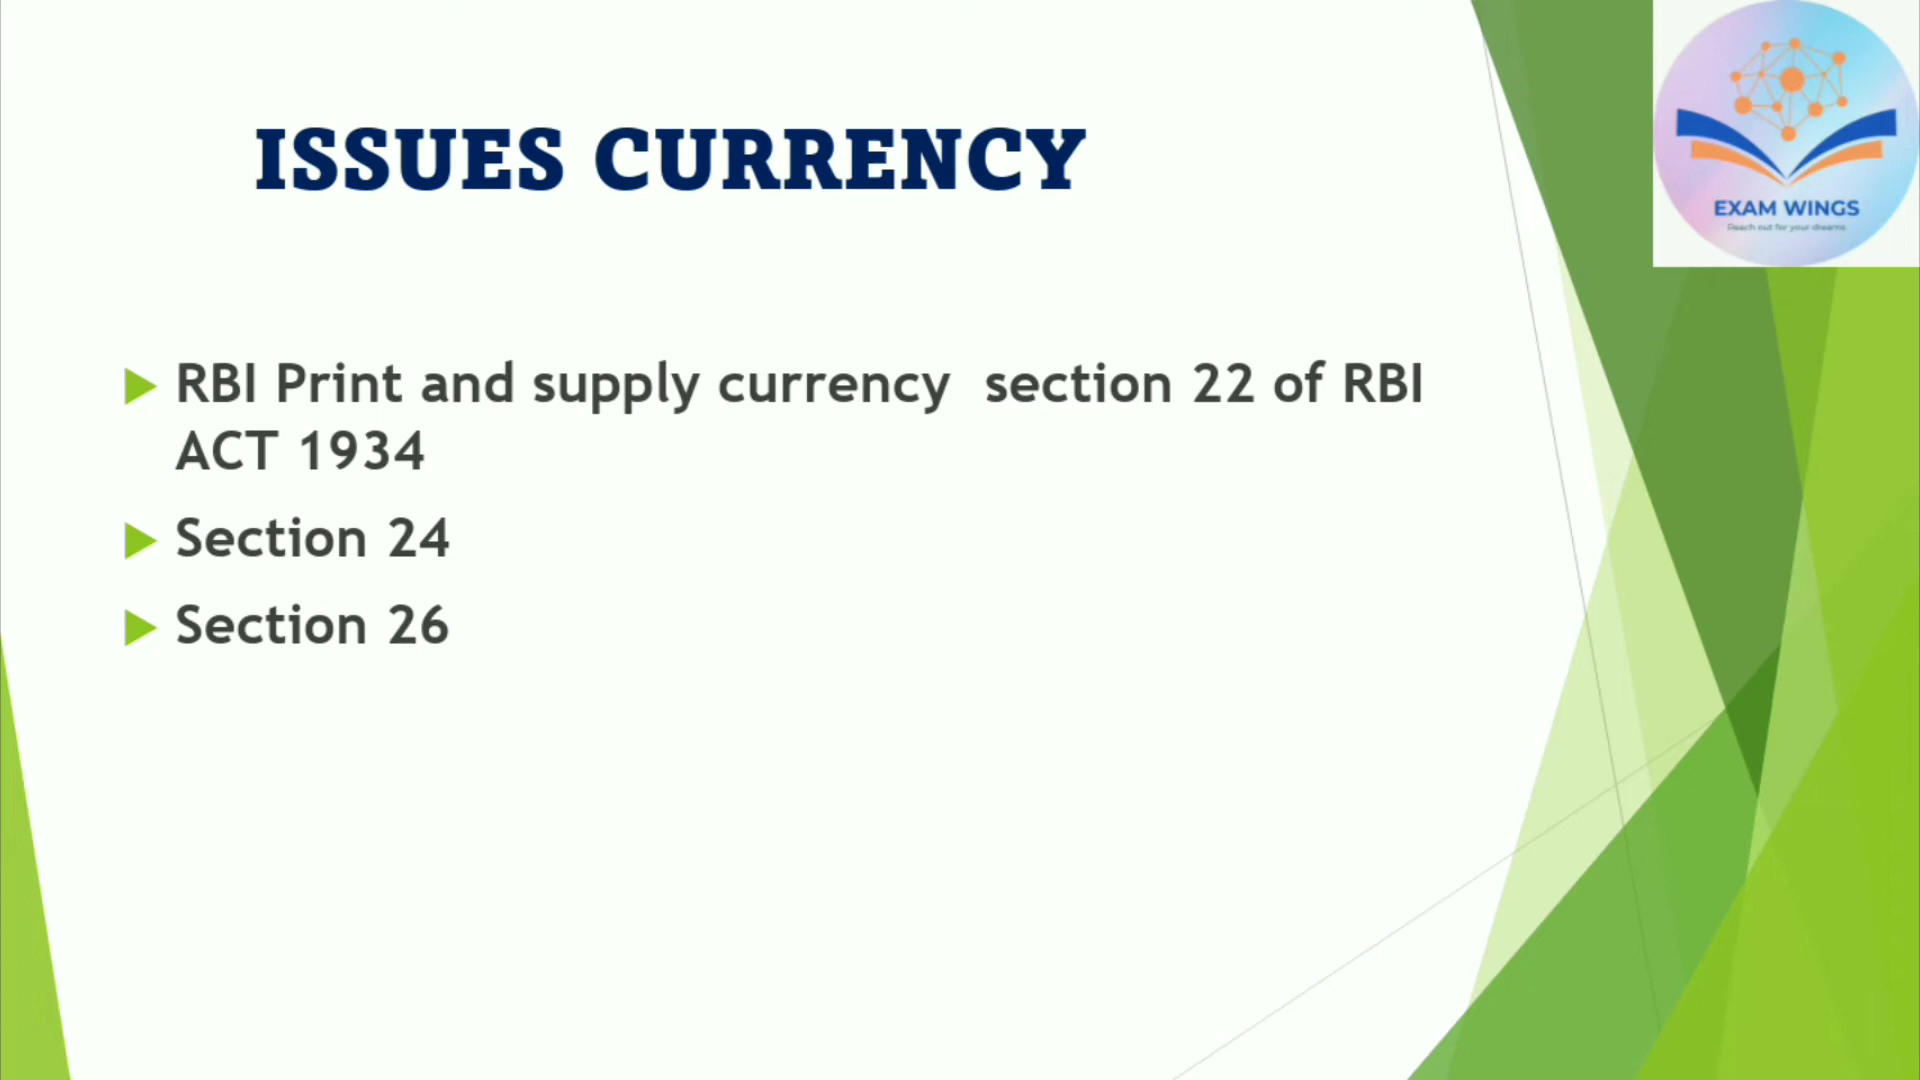 ISSUES CURRENCY
EXAM WINGS
Reach out for your dreams
RBI Print and supply currency section 22 of RBI
ACT 1934
Section 24
Section 26